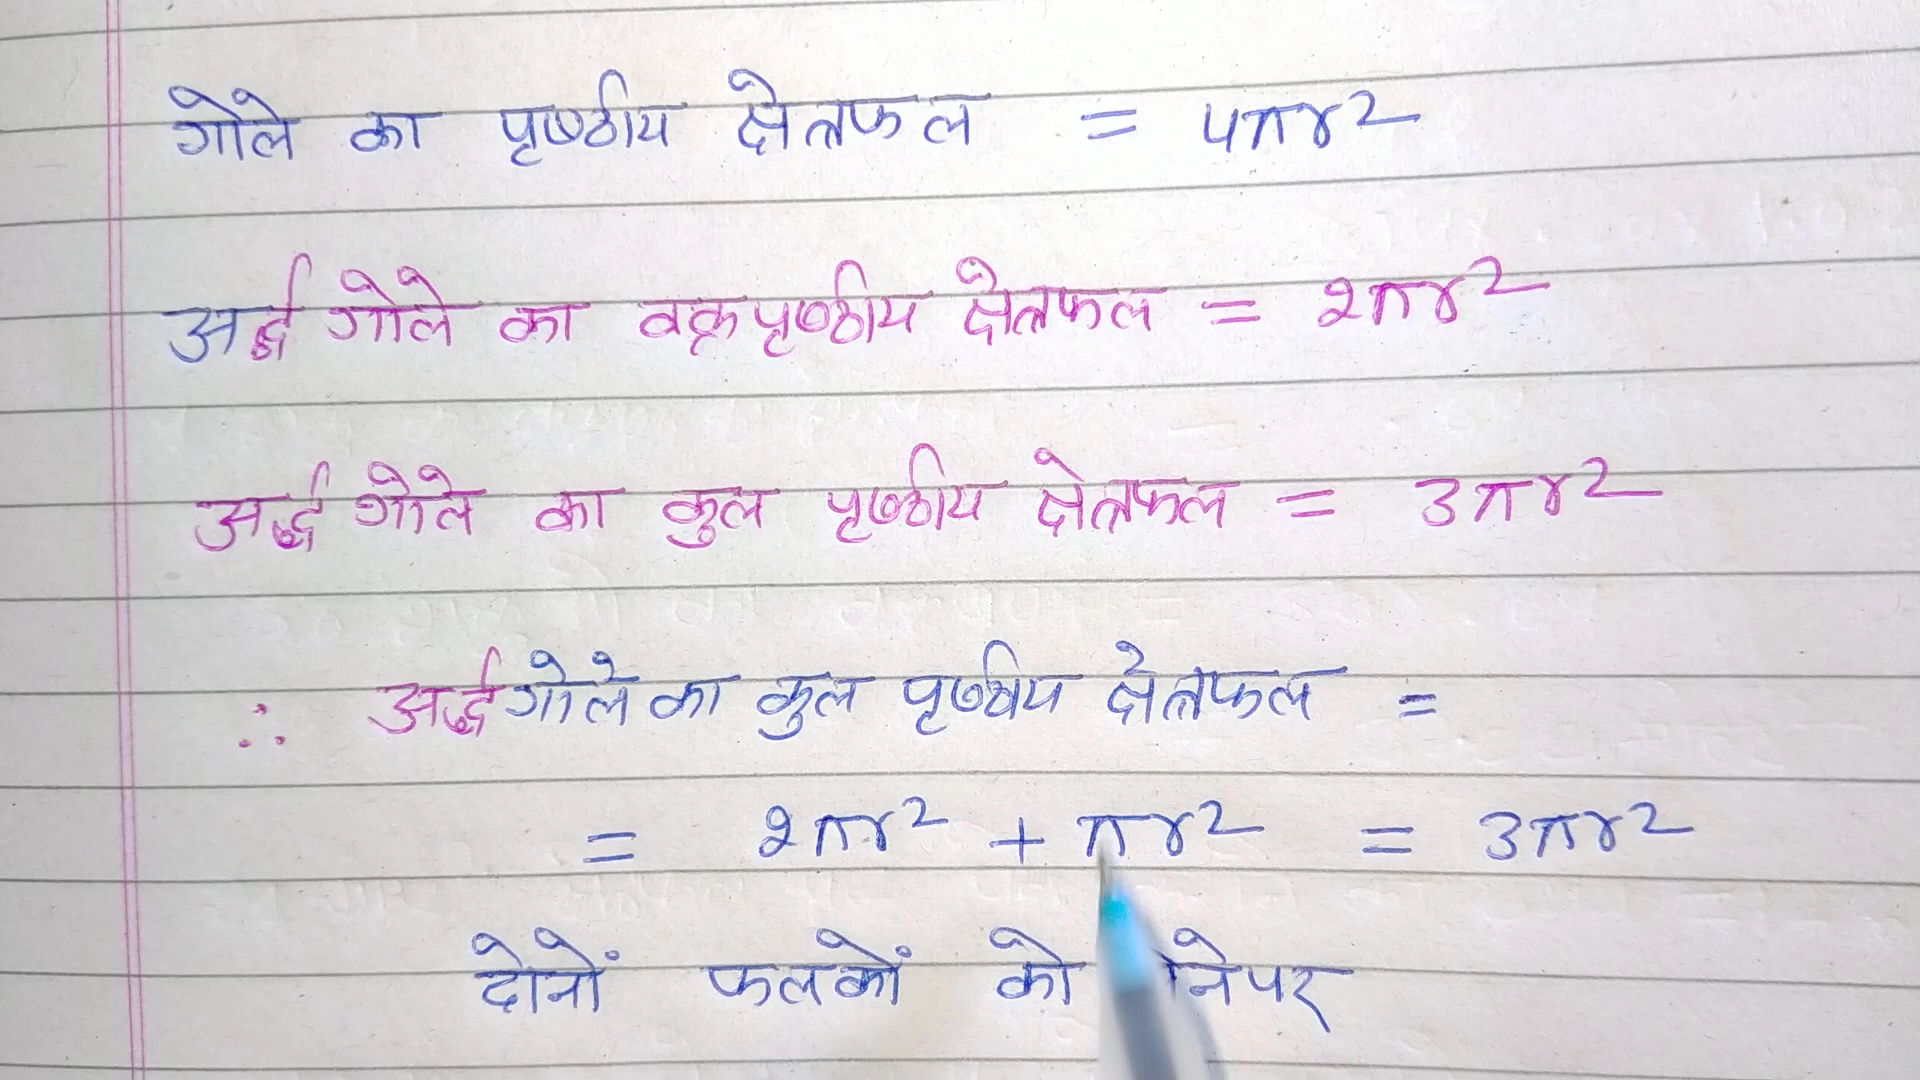 गोले का पृष्ठीय क्षेत्रफल = 4πr²
अर्द्ध गोले का वक्रपृष्ठीय क्षेत्रफल = 2πr²
अर्द्ध गोले का कुल पृष्ठीय क्षेत्रफल = 3πr²
∴ अर्द्धगोले का कुल पृष्ठीय क्षेत्रफल =
= 2πr² + πr² = 3πr²
दोनों फलकों को